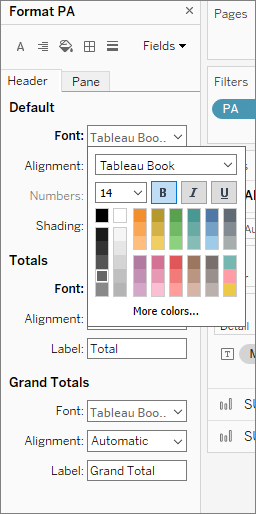 Format PA
Pages
Fields
Filters
Header
Pane
PA
Default
Font:
Tableau Boo..
Alignment:
Tableau Book
Numbers:
14
B
I
U
Shading:
Totals
Font:
More colors...
Alignment:
Detail
Label:
Total
T
Grand Totals
Font:
Tableau Boo..
SU
Alignment:
Automatic
SU
Label:
Grand Total